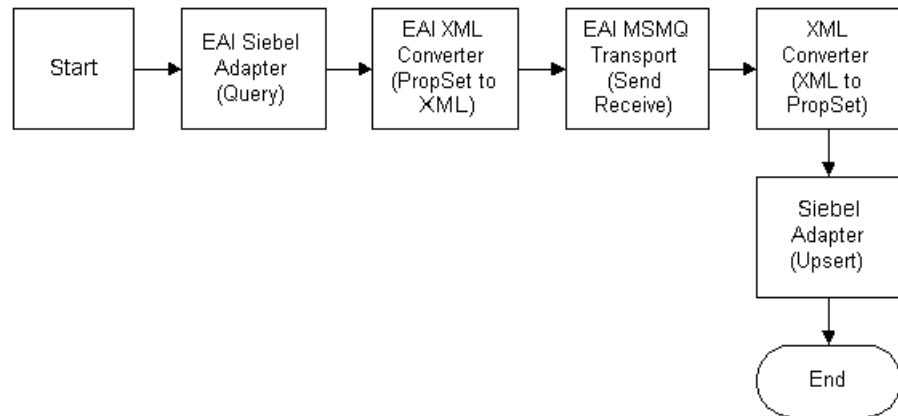 Start
EAI Siebel
Adapter
(Query)
EAI XML
Converter
(PropSet to
XML)
EAI MSMQ
Transport
(Send
Receive)
XML
Converter
(XML to
PropSet)
Siebel
Adapter
(Upsert)
End